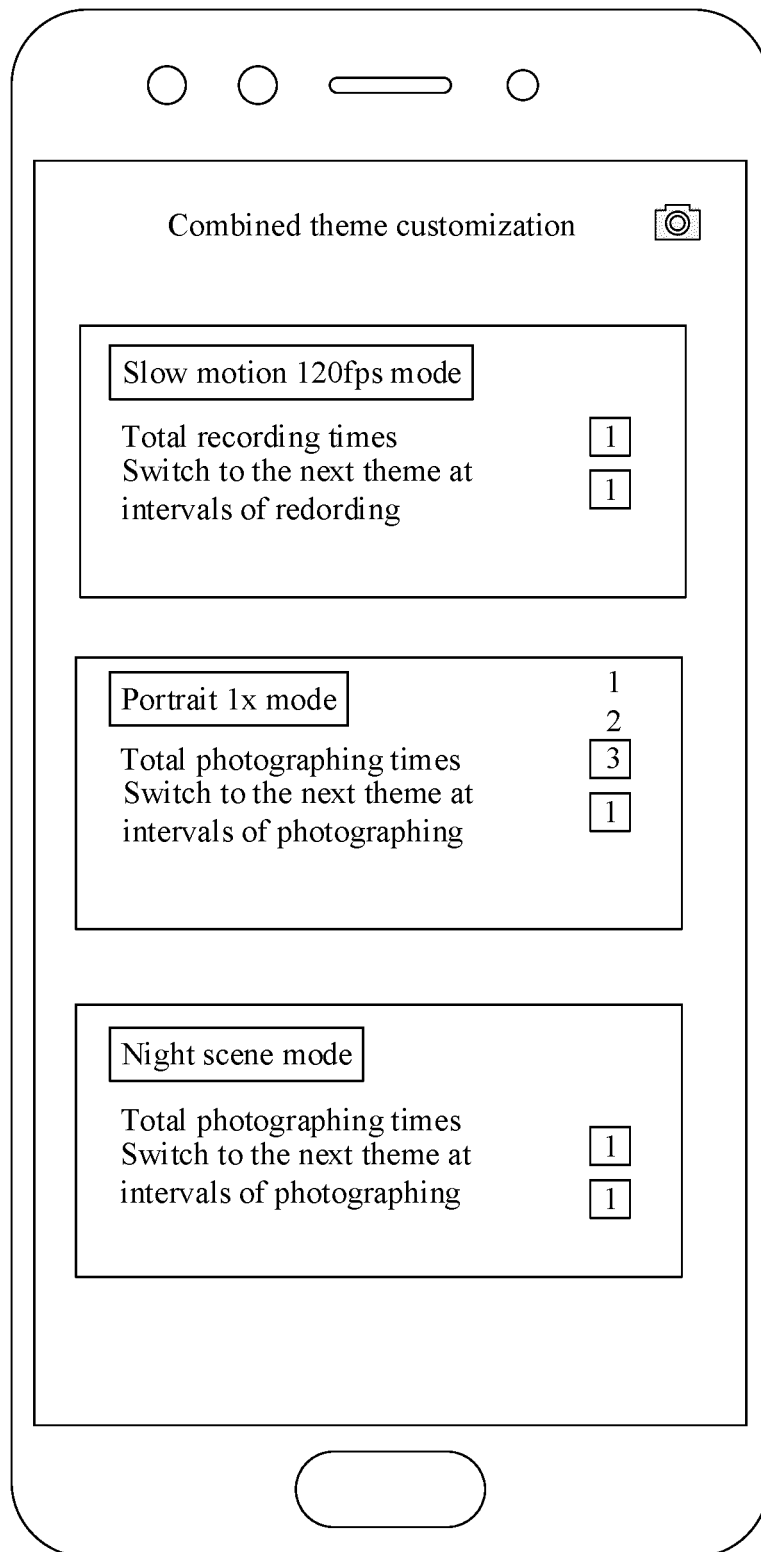 Combined theme customization
Slow motion 120fps mode
Total recording times 1
Switch to the next theme at
intervals of redording 1
Portrait 1x mode 1
2
Total photographing times 3
Switch to the next theme at
intervals of photographing 1
Night scene mode
Total photographing times
Switch to the next theme at 1
intervals of photographing 1